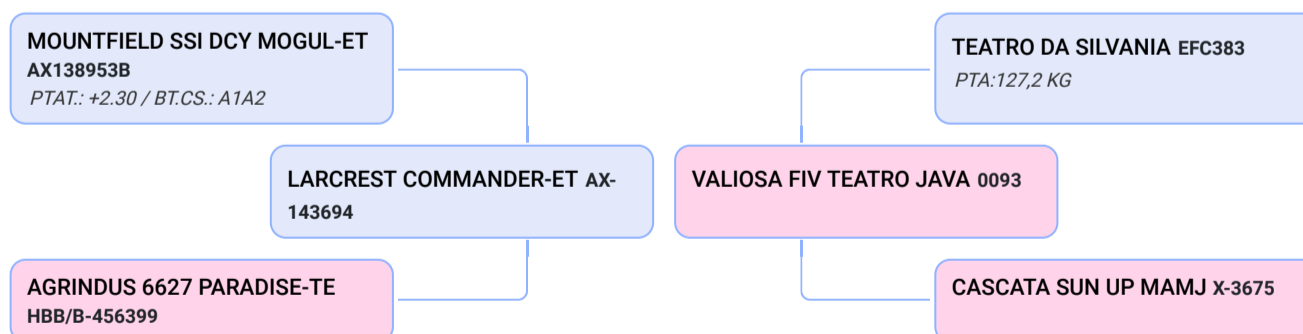 MOUNTFIELD SSI DCY MOGUL-ET
AX138953B
PTAT.: +2.30 / BT.CS.: A1A2
TEATRO DA SILVANIA EFC383
PTA:127,2 KG
LARCREST COMMANDER-ET AX-
143694
VALIOSA FIV TEATRO JAVA 0093
AGRINDUS 6627 PARADISE-TE
HBB/B-456399
CASCATA SUN UP MAMJ X-3675